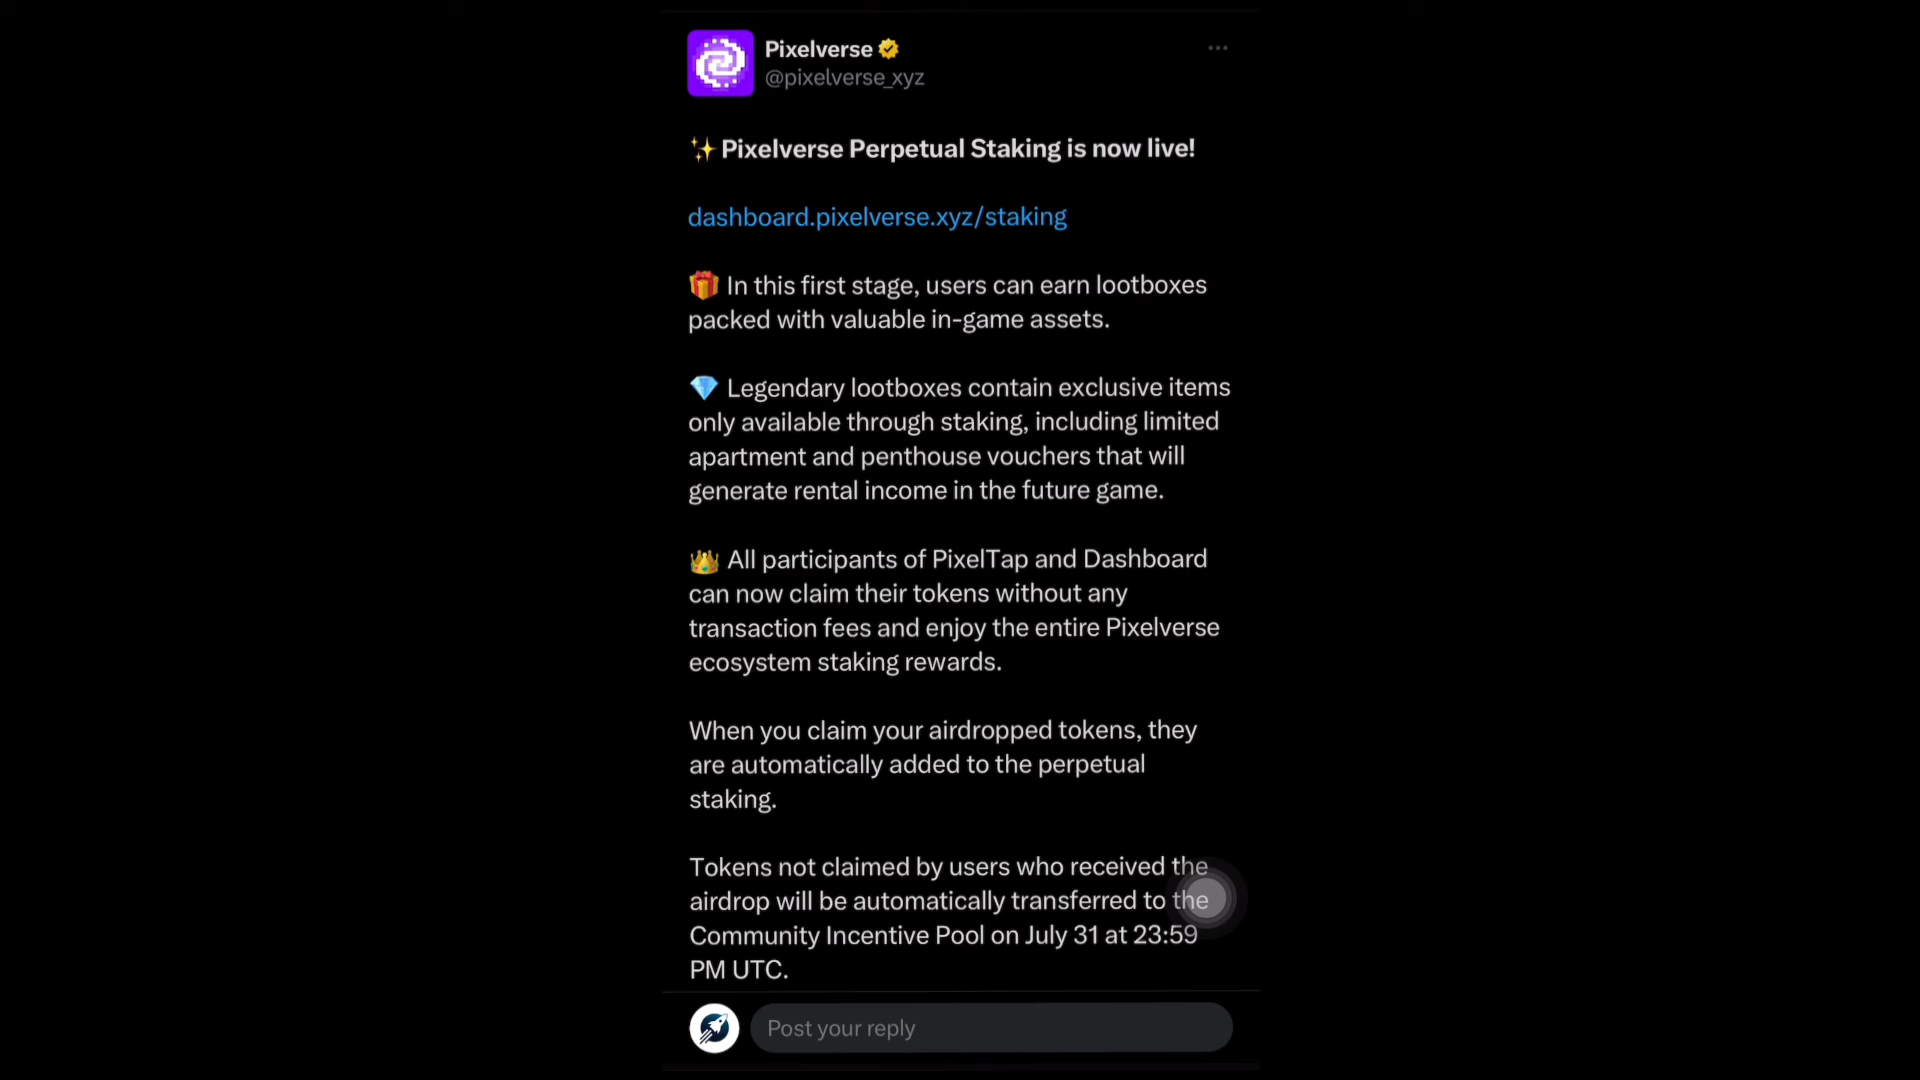 Pixelverse
@pixelverse_xyz
✨ Pixelverse Perpetual Staking is now live!
dashboard.pixelverse.xyz/staking
🎁 In this first stage, users can earn lootboxes
packed with valuable in-game assets.
💎 Legendary lootboxes contain exclusive items
only available through staking, including limited
apartment and penthouse vouchers that will
generate rental income in the future game.
👑 All participants of PixelTap and Dashboard
can now claim their tokens without any
transaction fees and enjoy the entire Pixelverse
ecosystem staking rewards.
When you claim your airdropped tokens, they
are automatically added to the perpetual
staking.
Tokens not claimed by users who received the
airdrop will be automatically transferred to the
Community Incentive Pool on July 31 at 23:59
PM UTC.
Post your reply